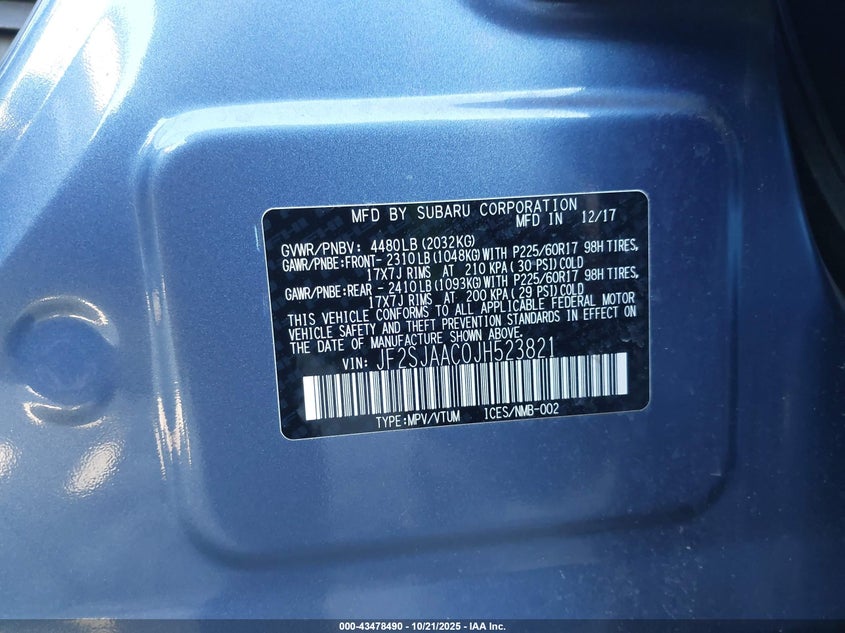 MFD BY SUBARU CORPORATION
MFD IN 12/17
GVWR/PNBV: 4480LB (2032KG)
GAWR/PNBE:FRONT- 2310LB (1048KG) WITH P225/60R17 98H TIRES,
17X7J RIMS AT 210 KPA ( 30 PSI) COLD
GAWR/PNBE:REAR - 2410LB (1093KG) WITH P225/60R17 98H TIRES,
17X7J RIMS AT 200 KPA ( 29 PSI) COLD
THIS VEHICLE CONFORMS TO ALL APPLICABLE FEDERAL MOTOR
VEHICLE SAFETY AND THEFT PREVENTION STANDARDS IN EFFECT ON
THE DATE OF MANUFACTURE SHOWN ABOVE.
VIN: JF2SJAAC0JH523821
TYPE:MPV/VTUM ICES/NMB-002
000-43478490 - 10/21/2025 - IAA Inc.